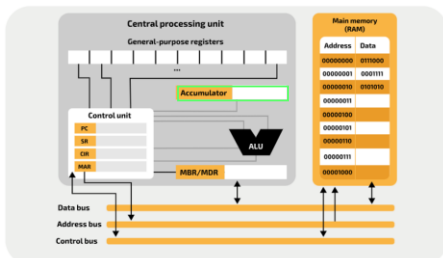 Central processing unit
General-purpose registers
...
Accumulator
Control unit
PC
SR
CIR
MAR
ALU
MBR/MDR
Main memory
(RAM)
Address Data
00000000 0111000
00000001 0001111
00000010 0101010
00000011
00000100
00000101
00000110
00000111
00001000
Data bus
Address bus
Control bus